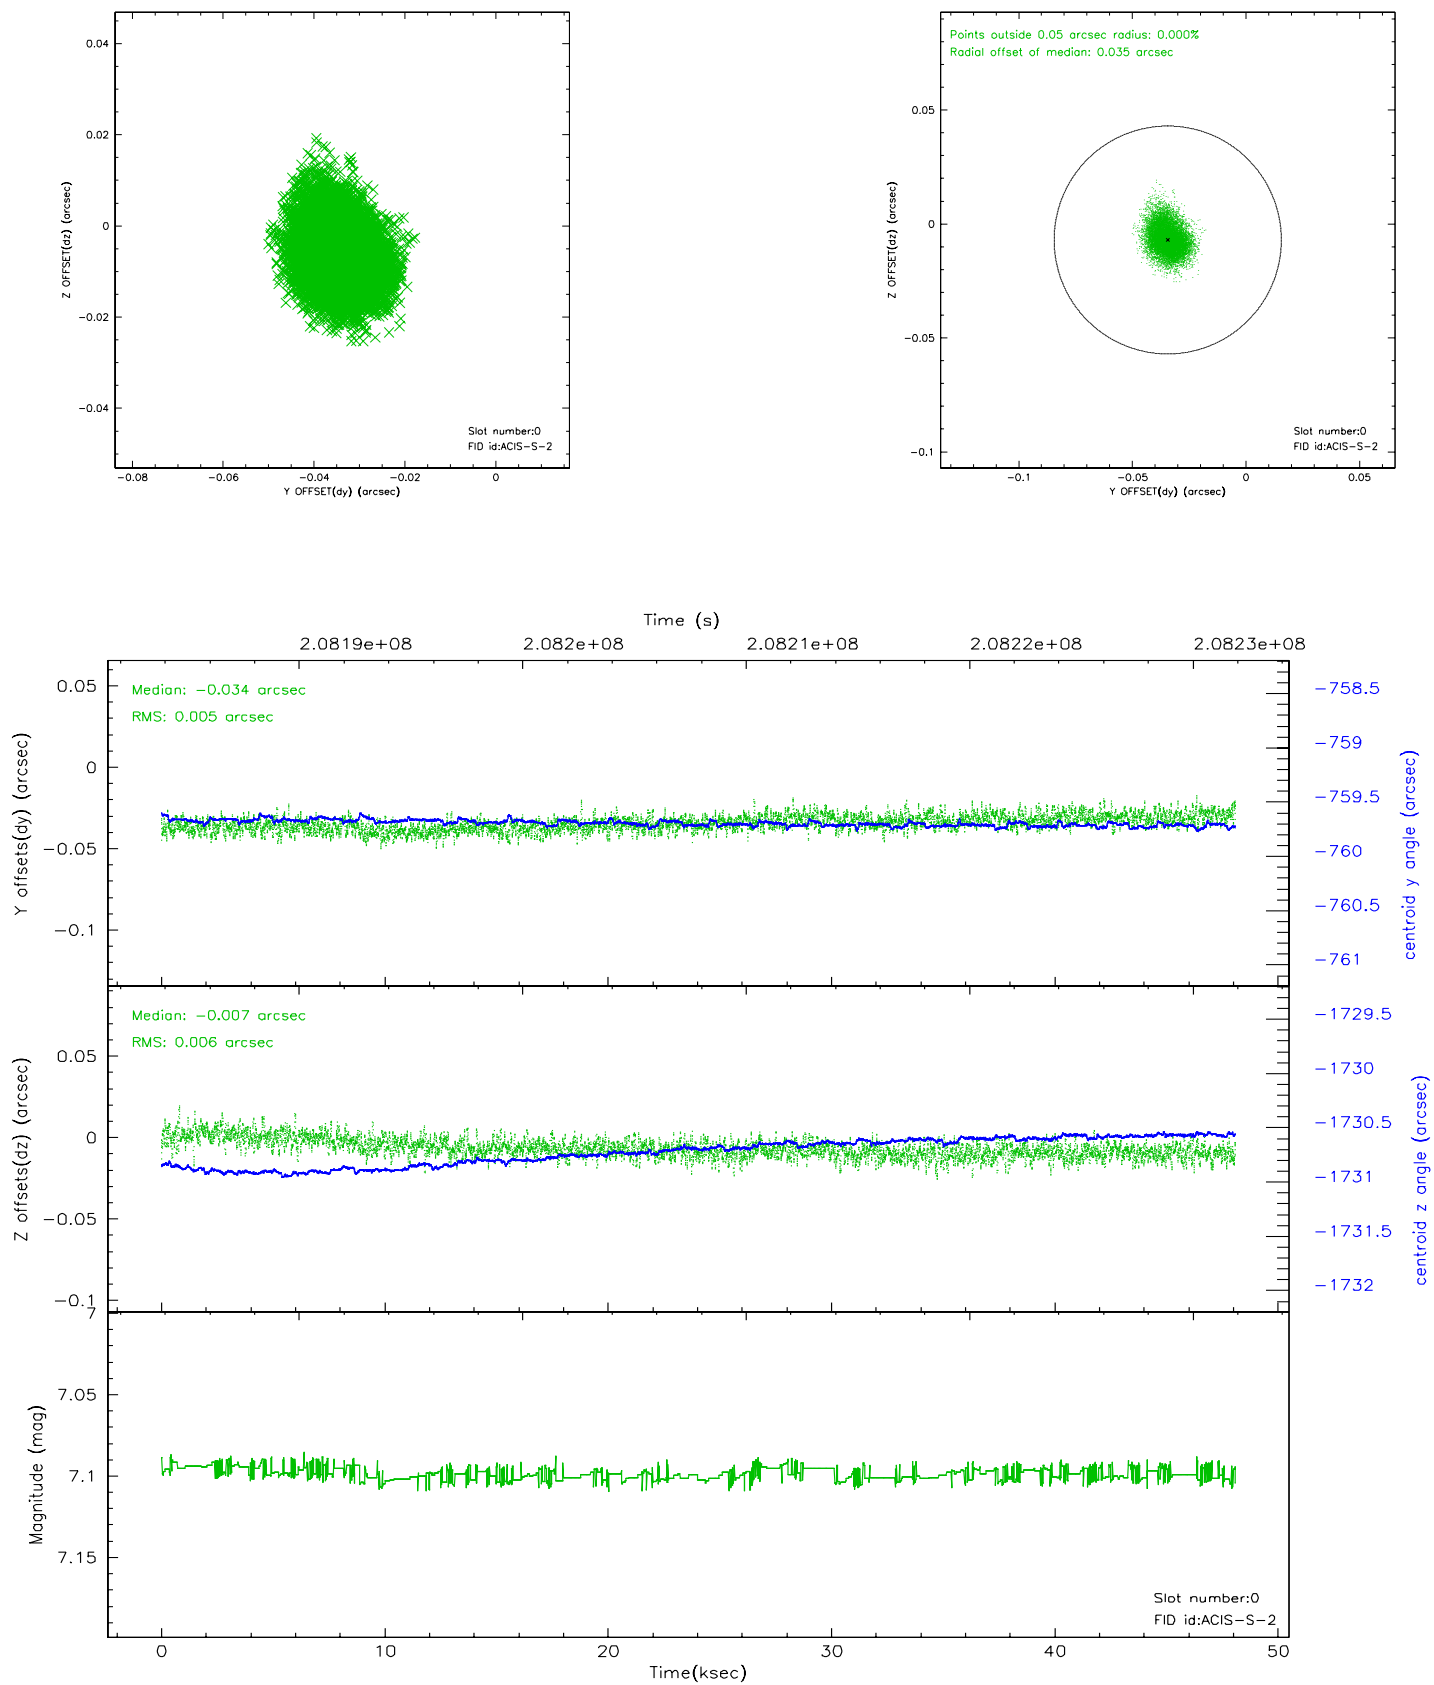 0.04
0.02
0
-0.02
-0.04
Z OFFSET(dz) (arcsec)
Slot number:0
FID id:ACIS-S-2
-0.08 -0.06 -0.04 -0.02 0
Y OFFSET(dy) (arcsec)
Points outside 0.05 arcsec radius: 0.000%
Radial offset of median: 0.035 arcsec
0.05
0
-0.05
-0.1
Z OFFSET(dz) (arcsec)
Slot number:0
FID id:ACIS-S-2
-0.1 -0.05 0 0.05
Y OFFSET(dy) (arcsec)
Time (s)
2.0819e+08 2.082e+08 2.0821e+08 2.0822e+08 2.0823e+08
Median: -0.034 arcsec
RMS: 0.005 arcsec
0.05
0
-0.05
-0.1
Y offsets(dy) (arcsec)
-758.5
-759
-759.5
-760
-760.5
-761
centroid y angle (arcsec)
Median: -0.007 arcsec
RMS: 0.006 arcsec
0.05
0
-0.05
-0.1
Z offsets(dz) (arcsec)
-1729.5
-1730
-1730.5
-1731
-1731.5
-1732
centroid z angle (arcsec)
7
7.05
7.1
7.15
Magnitude (mag)
Slot number:0
FID id:ACIS-S-2
0 10 20 30 40 50
Time(ksec)